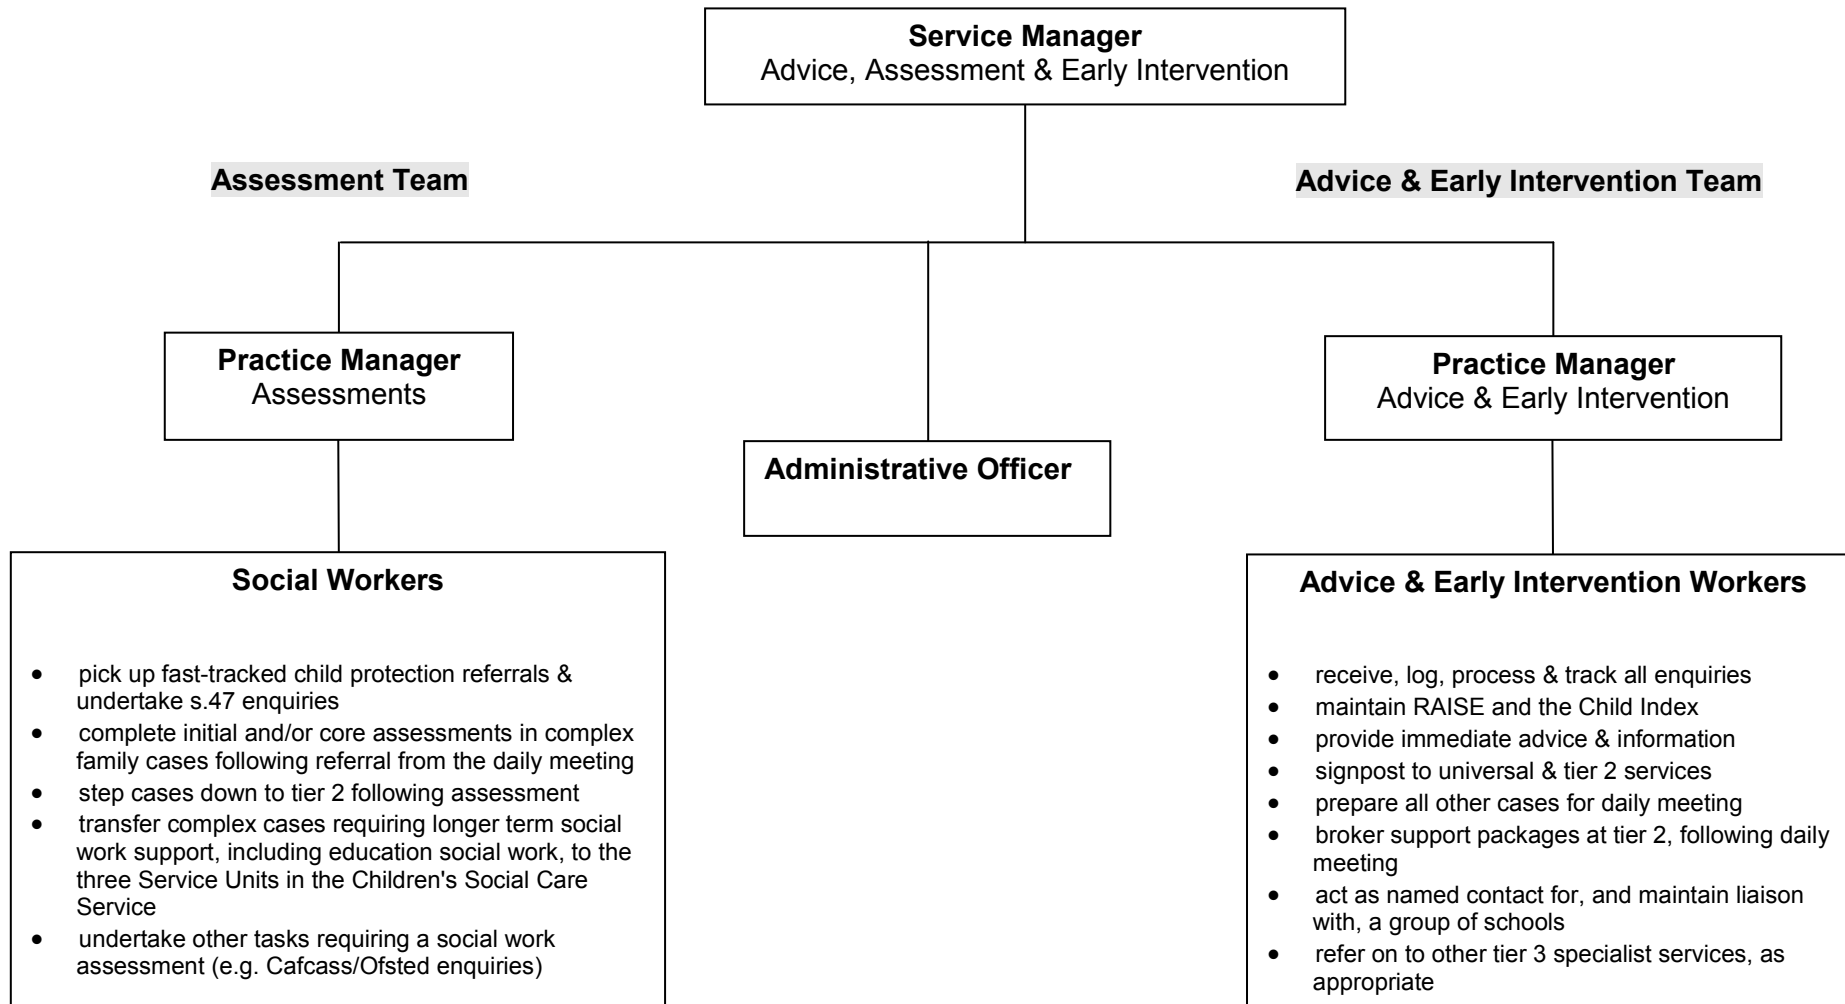 Service Manager
Advice, Assessment & Early Intervention
Assessment Team
Advice & Early Intervention Team
Practice Manager
Assessments
Practice Manager
Advice & Early Intervention
Administrative Officer
Social Workers
• pick up fast-tracked child protection referrals &
undertake s.47 enquiries
• complete initial and/or core assessments in complex
family cases following referral from the daily meeting
• step cases down to tier 2 following assessment
• transfer complex cases requiring longer term social
work support, including education social work, to the
three Service Units in the Children's Social Care
Service
• undertake other tasks requiring a social work
assessment (e.g. Cafcass/Ofsted enquiries)
Advice & Early Intervention Workers
• receive, log, process & track all enquiries
• maintain RAISE and the Child Index
• provide immediate advice & information
• signpost to universal & tier 2 services
• prepare all other cases for daily meeting
• broker support packages at tier 2, following daily
meeting
• act as named contact for, and maintain liaison
with, a group of schools
• refer on to other tier 3 specialist services, as
appropriate